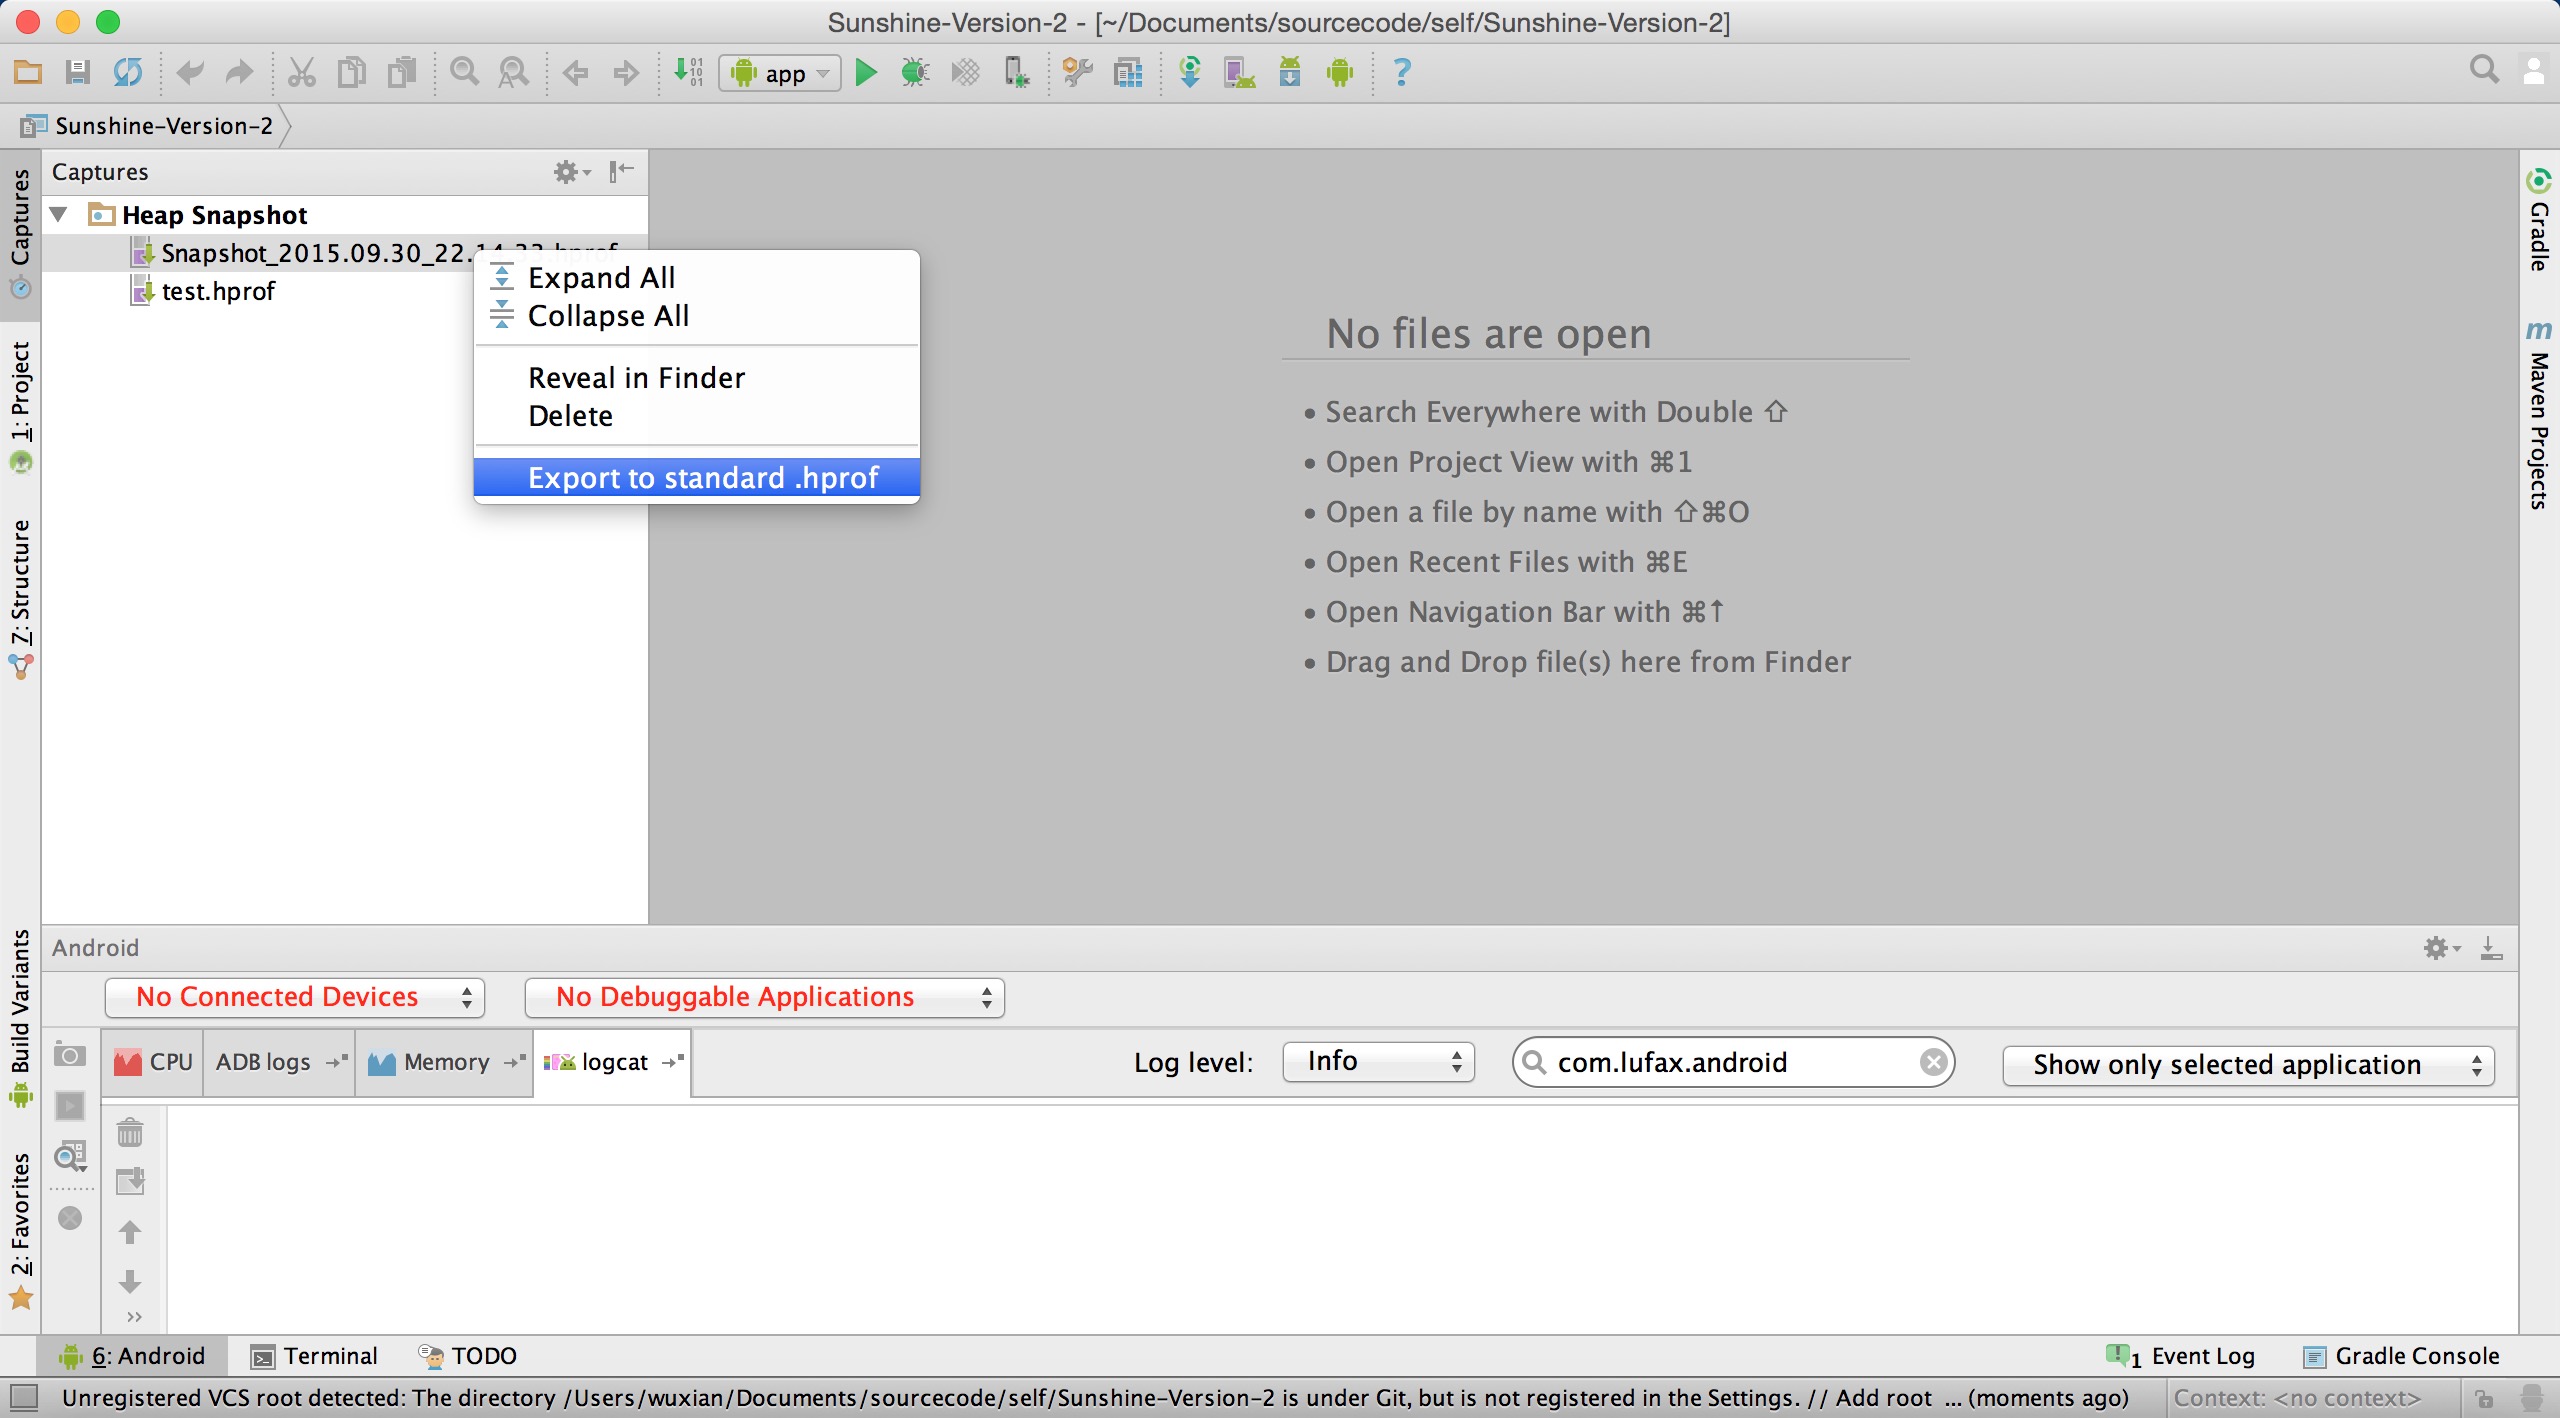 Sunshine-Version-2 - [~/Documents/sourcecode/self/Sunshine-Version-2]
app
Sunshine-Version-2
Captures
Heap Snapshot
Snapshot_2015.09.30_22.14.33.hprof
test.hprof
Expand All
Collapse All
Reveal in Finder
Delete
Export to standard .hprof
No files are open
• Search Everywhere with Double ⇧
• Open Project View with ⌘1
• Open a file by name with ⇧⌘O
• Open Recent Files with ⌘E
• Open Navigation Bar with ⌘↑
• Drag and Drop file(s) here from Finder
Captures
1: Project
7: Structure
Build Variants
2: Favorites
Gradle
m Maven Projects
Android
No Connected Devices
No Debuggable Applications
CPU
ADB logs
Memory
logcat
Log level:
Info
com.lufax.android
Show only selected application
6: Android
Terminal
TODO
1 Event Log
Gradle Console
Unregistered VCS root detected: The directory /Users/wuxian/Documents/sourcecode/self/Sunshine-Version-2 is under Git, but is not registered in the Settings. // Add root ... (moments ago)
Context: <no context>